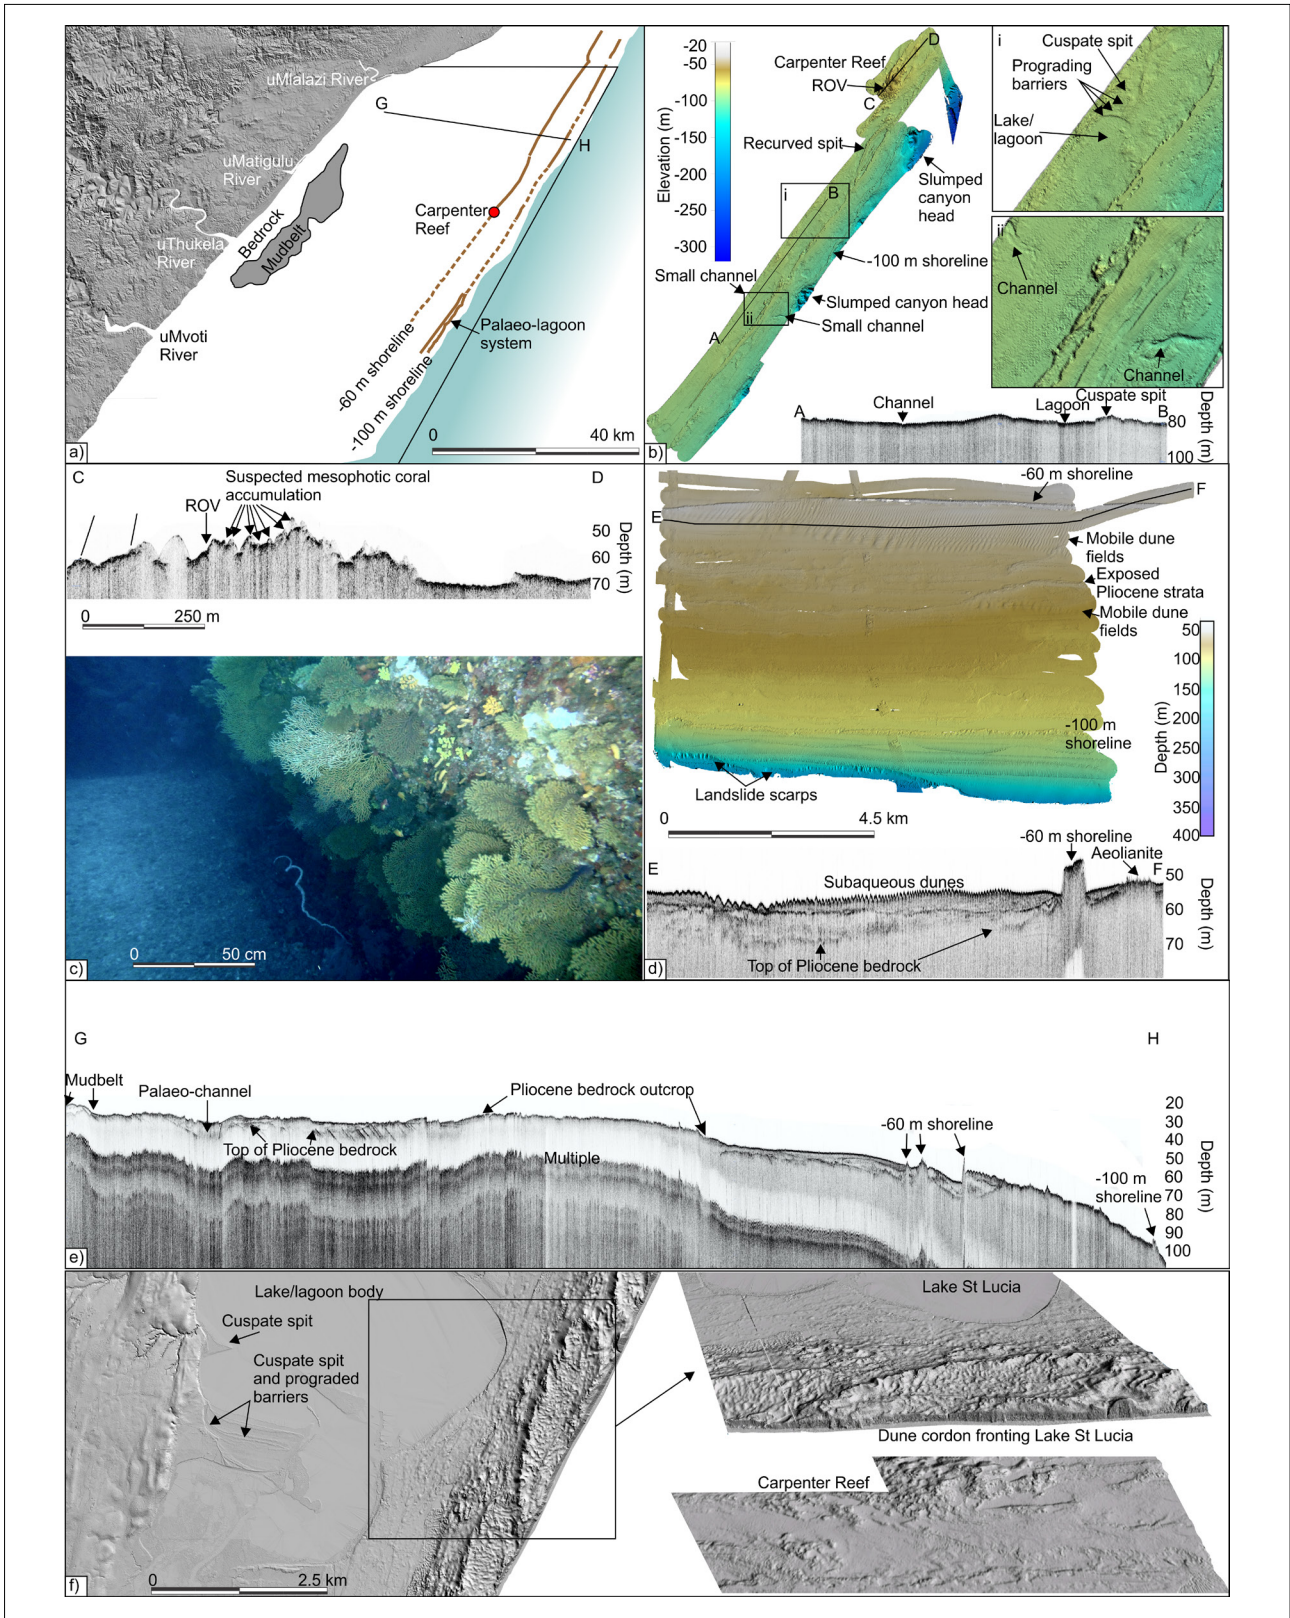 uMlalazi River
G
H
uMatigulu
River
Carpenter
Reef
Bedrock
Mudbelt
uThukela
River
uMvoti
River
Palaeo-lagoon
system
-60 m shoreline
-100 m shoreline
0
40 km
a)
-20
-50
-100
-150
-200
-250
-300
Elevation (m)
D
Carpenter Reef
ROV
C
Recurved spit
Slumped
canyon
head
i
B
-100 m shoreline
Small channel
ii
Slumped canyon head
Small channel
A
i
Cuspate spit
Prograding
barriers
Lake/
lagoon
ii
Channel
Channel
A
Channel
Lagoon
Cuspate spit
B
80
100
Depth (m)
b)
C
Suspected mesophotic coral
accumulation
D
ROV
50
60
70
Depth (m)
0
250 m
0
50 cm
c)
-60 m shoreline
F
E
Mobile dune
fields
Exposed
Pliocene strata
Mobile dune
fields
50
100
150
200
250
300
350
400
Depth (m)
-100 m
shoreline
Landslide scarps
0
4.5 km
-60 m shoreline
Aeolianite
E
F
Subaqueous dunes
50
60
70
Depth (m)
Top of Pliocene bedrock
d)
G
H
Mudbelt
Palaeo-channel
Pliocene bedrock outcrop
Top of Pliocene bedrock
Multiple
-60 m shoreline
-100 m
shoreline
20
30
40
50
60
70
80
90
100
Depth (m)
e)
Lake/lagoon body
Cuspate spit
Cuspate spit
and prograded
barriers
0
2.5 km
f)
Lake St Lucia
Dune cordon fronting Lake St Lucia
Carpenter Reef